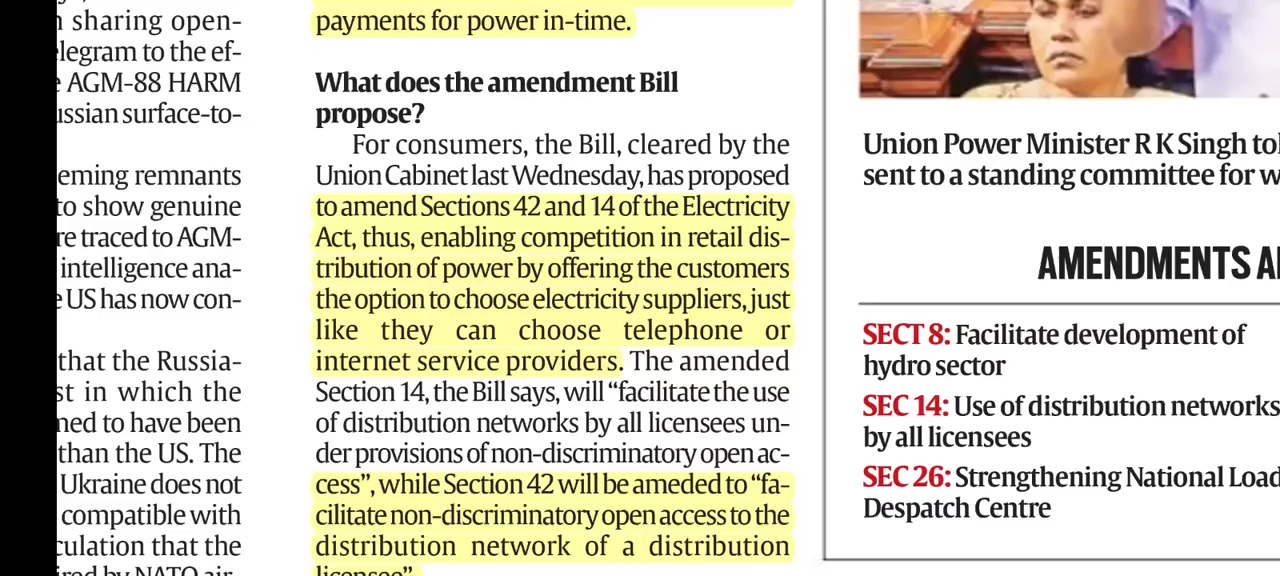 sharing open-
elegram to the ef-
AGM-88 HARM
ussian surface-to-
eming remnants
to show genuine
re traced to AGM-
intelligence ana-
US has now con-
that the Russia-
st in which the
ned to have been
than the US. The
Ukraine does not
compatible with
culation that the
ired by NATO air-
payments for power in-time.
What does the amendment Bill
propose?
For consumers, the Bill, cleared by the
Union Cabinet last Wednesday, has proposed
to amend Sections 42 and 14 of the Electricity
Act, thus, enabling competition in retail dis-
tribution of power by offering the customers
the option to choose electricity suppliers, just
like they can choose telephone or
internet service providers. The amended
Section 14, the Bill says, will “facilitate the use
of distribution networks by all licensees un-
der provisions of non-discriminatory open ac-
cess”, while Section 42 will be ameded to “fa-
cilitate non-discriminatory open access to the
distribution network of a distribution
licensee”.
Union Power Minister R K Singh tol
sent to a standing committee for w
AMENDMENTS A
SECT 8: Facilitate development of
hydro sector
SEC 14: Use of distribution networks
by all licensees
SEC 26: Strengthening National Load
Despatch Centre